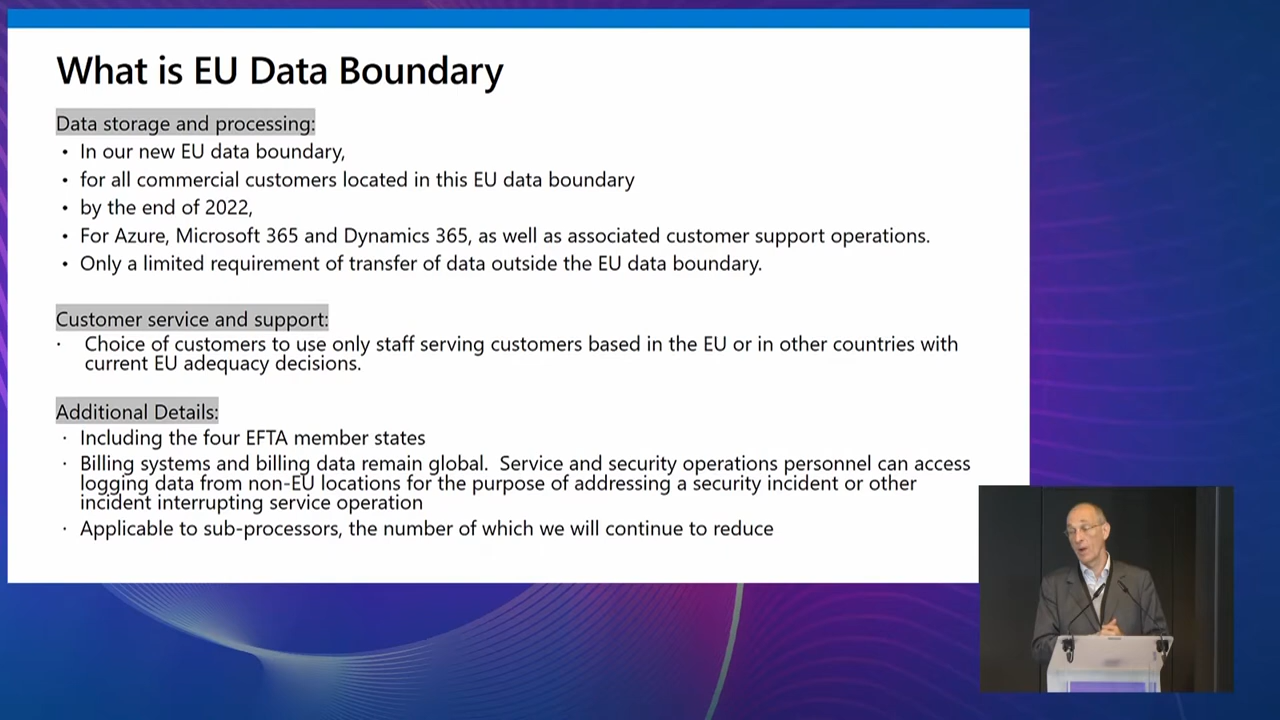 What is EU Data Boundary
Data storage and processing:
• In our new EU data boundary,
• for all commercial customers located in this EU data boundary
• by the end of 2022,
• For Azure, Microsoft 365 and Dynamics 365, as well as associated customer support operations.
• Only a limited requirement of transfer of data outside the EU data boundary.
Customer service and support:
· Choice of customers to use only staff serving customers based in the EU or in other countries with
current EU adequacy decisions.
Additional Details:
· Including the four EFTA member states
· Billing systems and billing data remain global.  Service and security operations personnel can access
logging data from non-EU locations for the purpose of addressing a security incident or other
incident interrupting service operation
· Applicable to sub-processors, the number of which we will continue to reduce